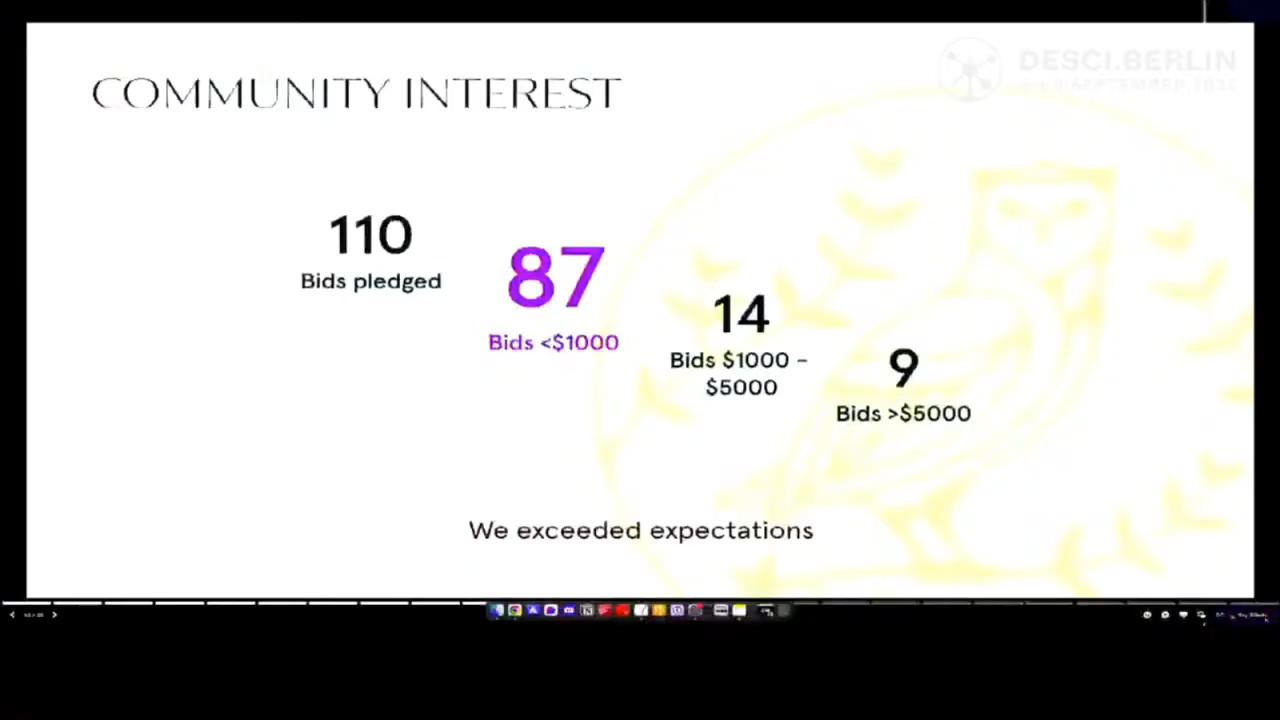 COMMUNITY INTEREST
DESCI.BERLIN
110
Bids pledged
87
Bids <$1000
14
Bids $1000 –
$5000
9
Bids >$5000
We exceeded expectations